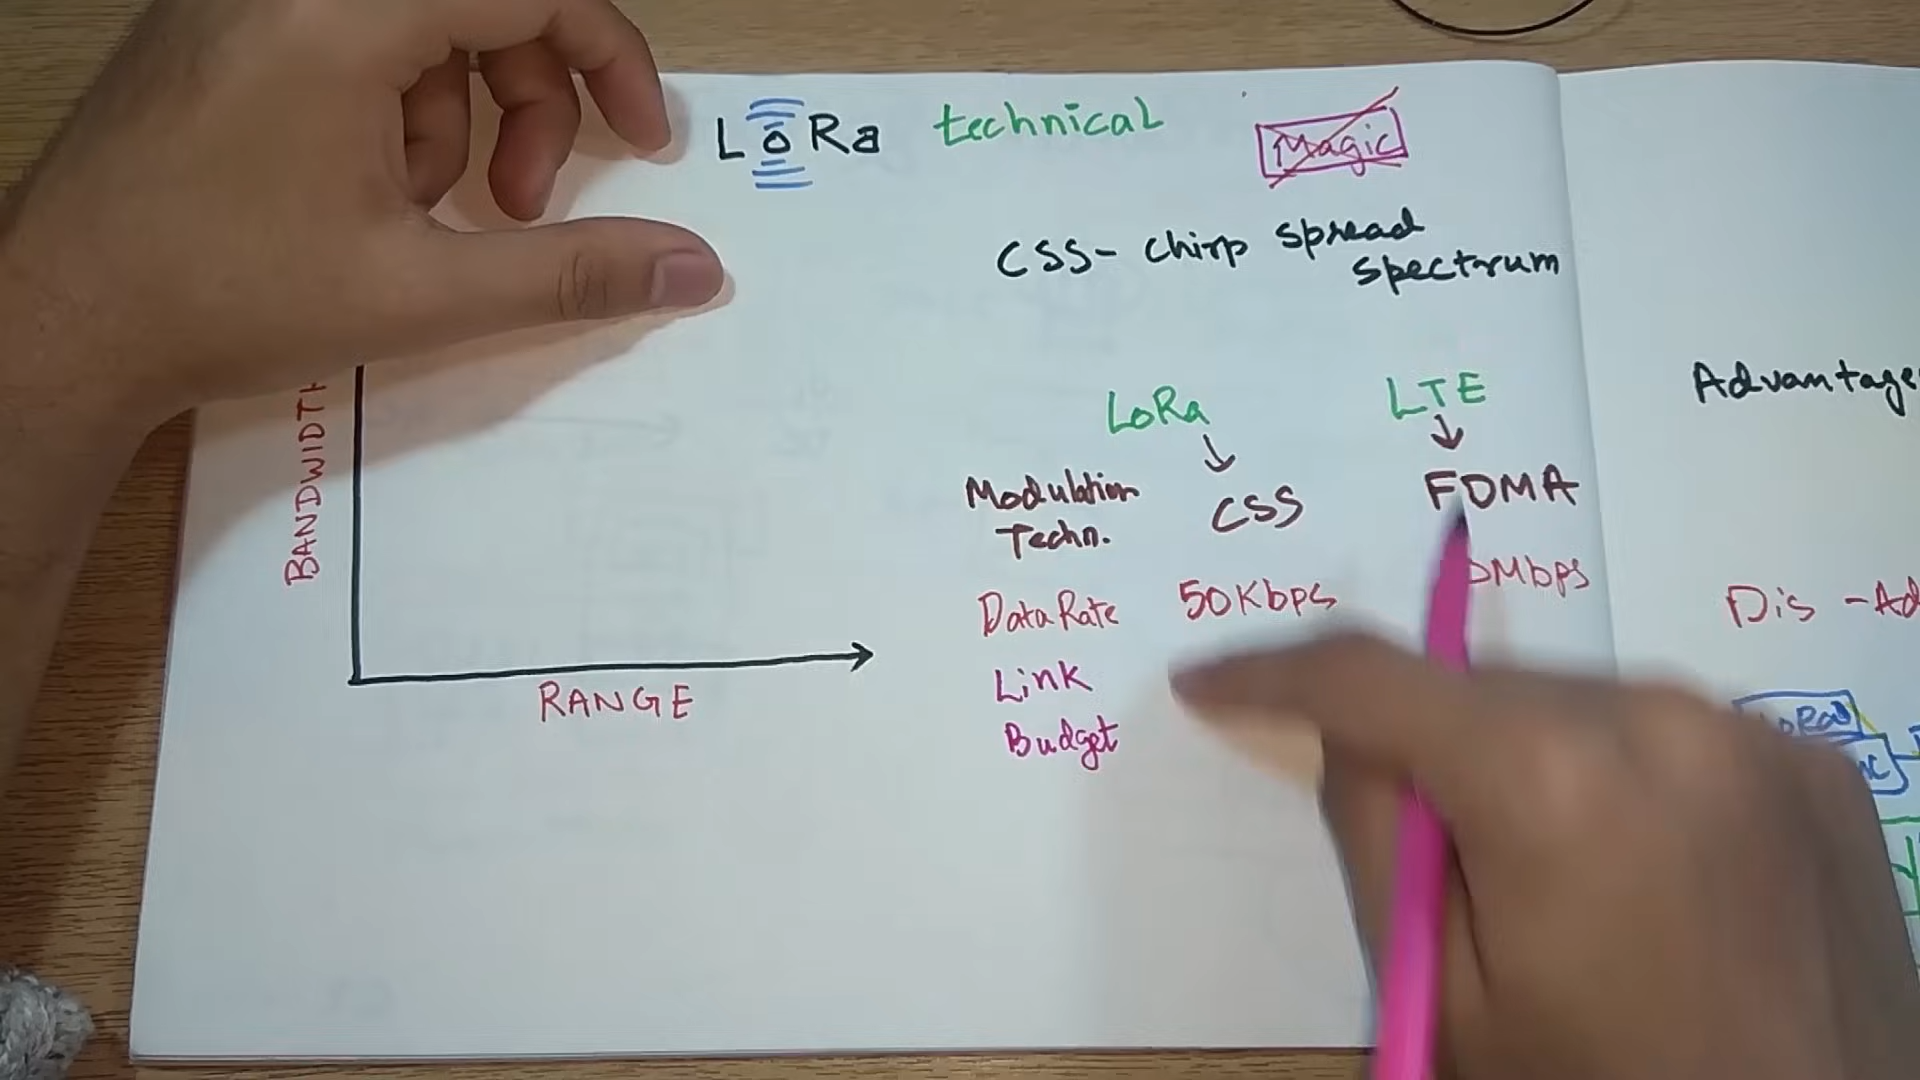 LoRa technical
Magic
CSS- chirp spread
spectrum
BANDWIDTH
RANGE
LoRa
LTE
Modulation
Techn.
CSS
FDMA
Data Rate
50Kbps
Mbps
Link
Budget
Advantage
Dis -Ad